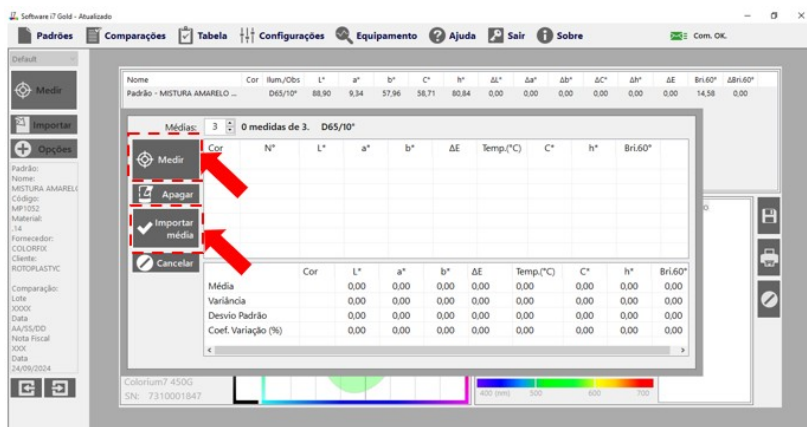 Software i7 Gold - Atualizado
Padrões Comparações Tabela Configurações Equipamento Ajuda Sair Sobre Com. OK.
Default
Medir
Importar
Opções
Padrão:
Nome:
MISTURA AMARELO
Código:
MP1052
Material:
.14
Fornecedor:
COLORFIX
Cliente:
ROTOPLASTYC
Comparação:
Lote
XXXX
Data
AA/SS/DD
Nota Fiscal
XXX
Data
24/09/2024
Nome Cor Ilum./Obs L* a* b* C* h* ΔL* Δa* Δb* ΔC* Δh* ΔE Bri.60° ΔBri.60°
Padrão - MISTURA AMARELO ... D65/10° 88,90 9,34 57,96 58,71 80,84 0,00 0,00 0,00 0,00 0,00 0,00 14,58 0,00
Médias: 3 0 medidas de 3. D65/10°
Medir
Apagar
Importar
média
Cancelar
Cor N° L* a* b* ΔE Temp.(°C) C* h* Bri.60°
Cor L* a* b* ΔE Temp.(°C) C* h* Bri.60°
Média 0,00 0,00 0,00 0,00 0,00 0,00 0,00 0,00
Variância 0,00 0,00 0,00 0,00 0,00 0,00 0,00 0,00
Desvio Padrão 0,00 0,00 0,00 0,00 0,00 0,00 0,00 0,00
Coef. Variação (%) 0,00 0,00 0,00 0,00 0,00 0,00 0,00 0,00
Colorium7 450G
SN: 7310001847
400 (nm) 500 600 700